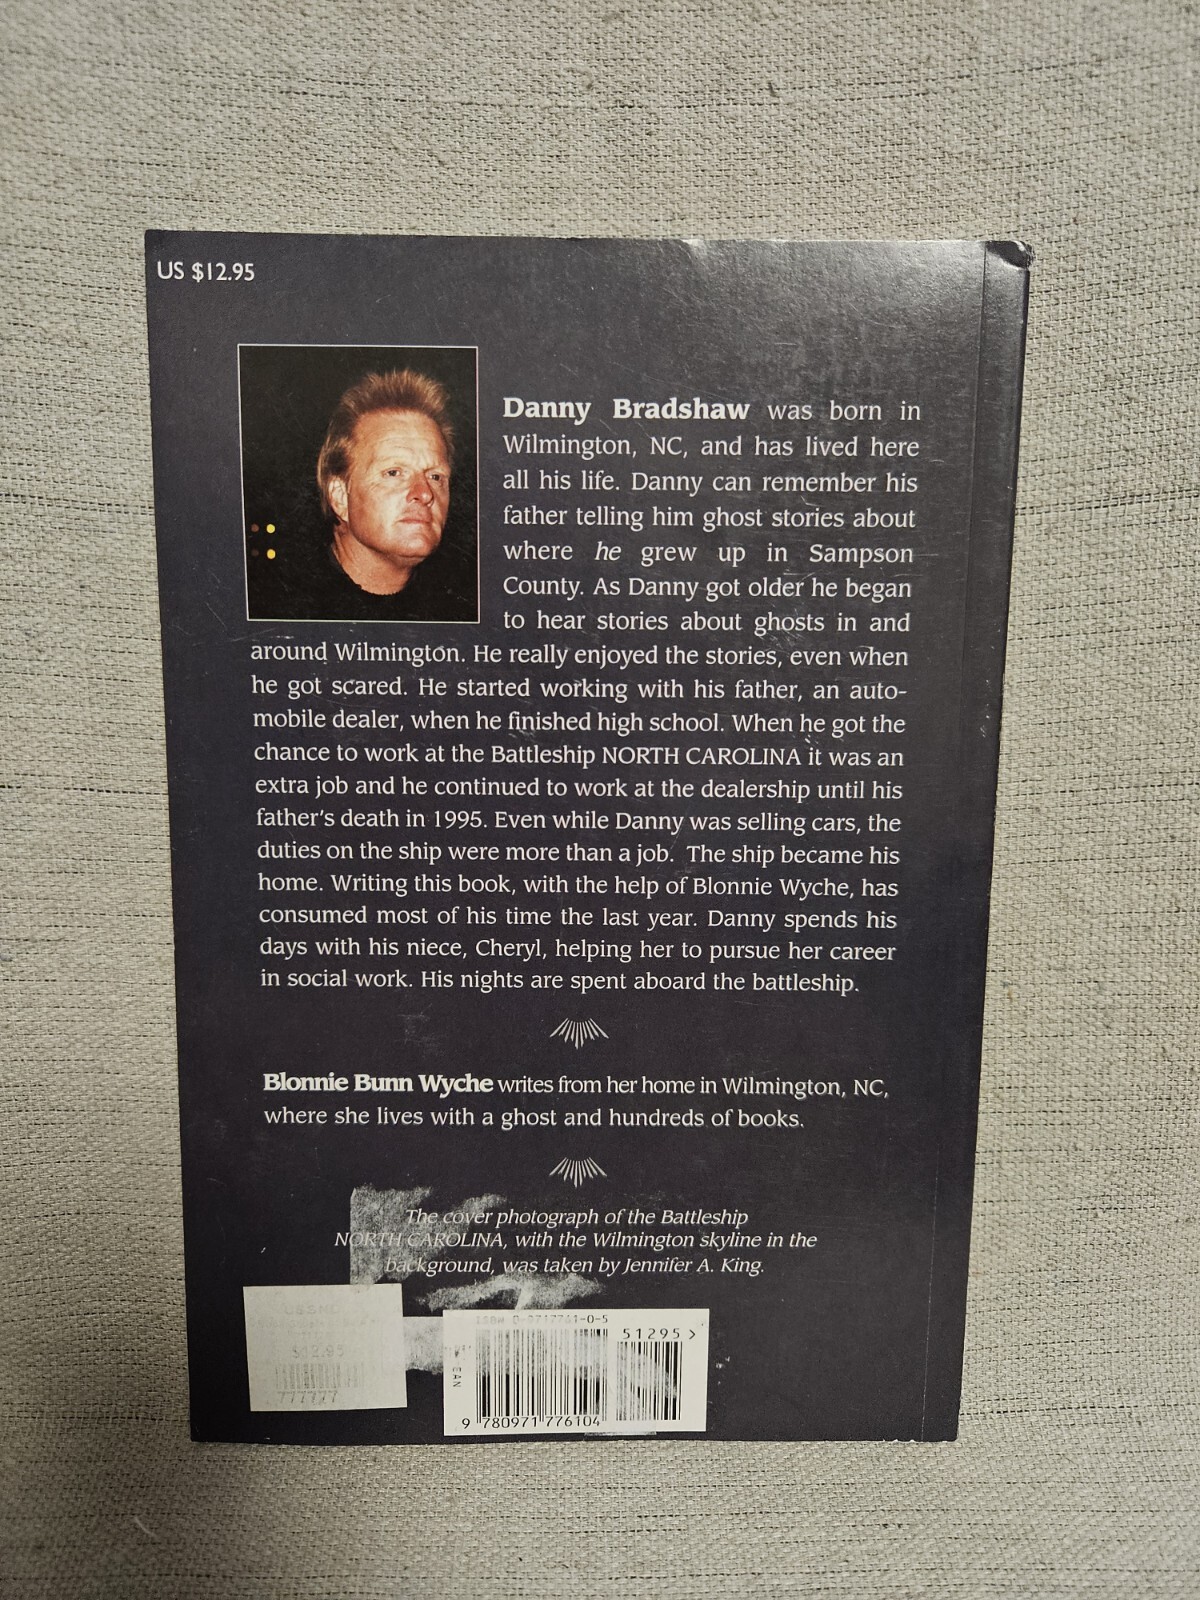 US $12.95
Danny Bradshaw was born in
Wilmington, NC, and has lived here
all his life. Danny can remember his
father telling him ghost stories about
where he grew up in Sampson
County. As Danny got older he began
to hear stories about ghosts in and
around Wilmington. He really enjoyed the stories, even when
he got scared. He started working with his father, an auto-
mobile dealer, when he finished high school. When he got the
chance to work at the Battleship NORTH CAROLINA it was an
extra job and he continued to work at the dealership until his
father's death in 1995. Even while Danny was selling cars, the
duties on the ship were more than a job. The ship became his
home. Writing this book, with the help of Blonnie Wyche, has
consumed most of his time the last year. Danny spends his
days with his niece, Cheryl, helping her to pursue her career
in social work. His nights are spent aboard the battleship.
Blonnie Bunn Wyche writes from her home in Wilmington, NC,
where she lives with a ghost and hundreds of books.
The cover photograph of the Battleship
NORTH CAROLINA, with the Wilmington skyline in the
background, was taken by Jennifer A. King.
$12.95
777777
ISBN 0-9717761-0-5
51295 >
EAN
9 780971 776104